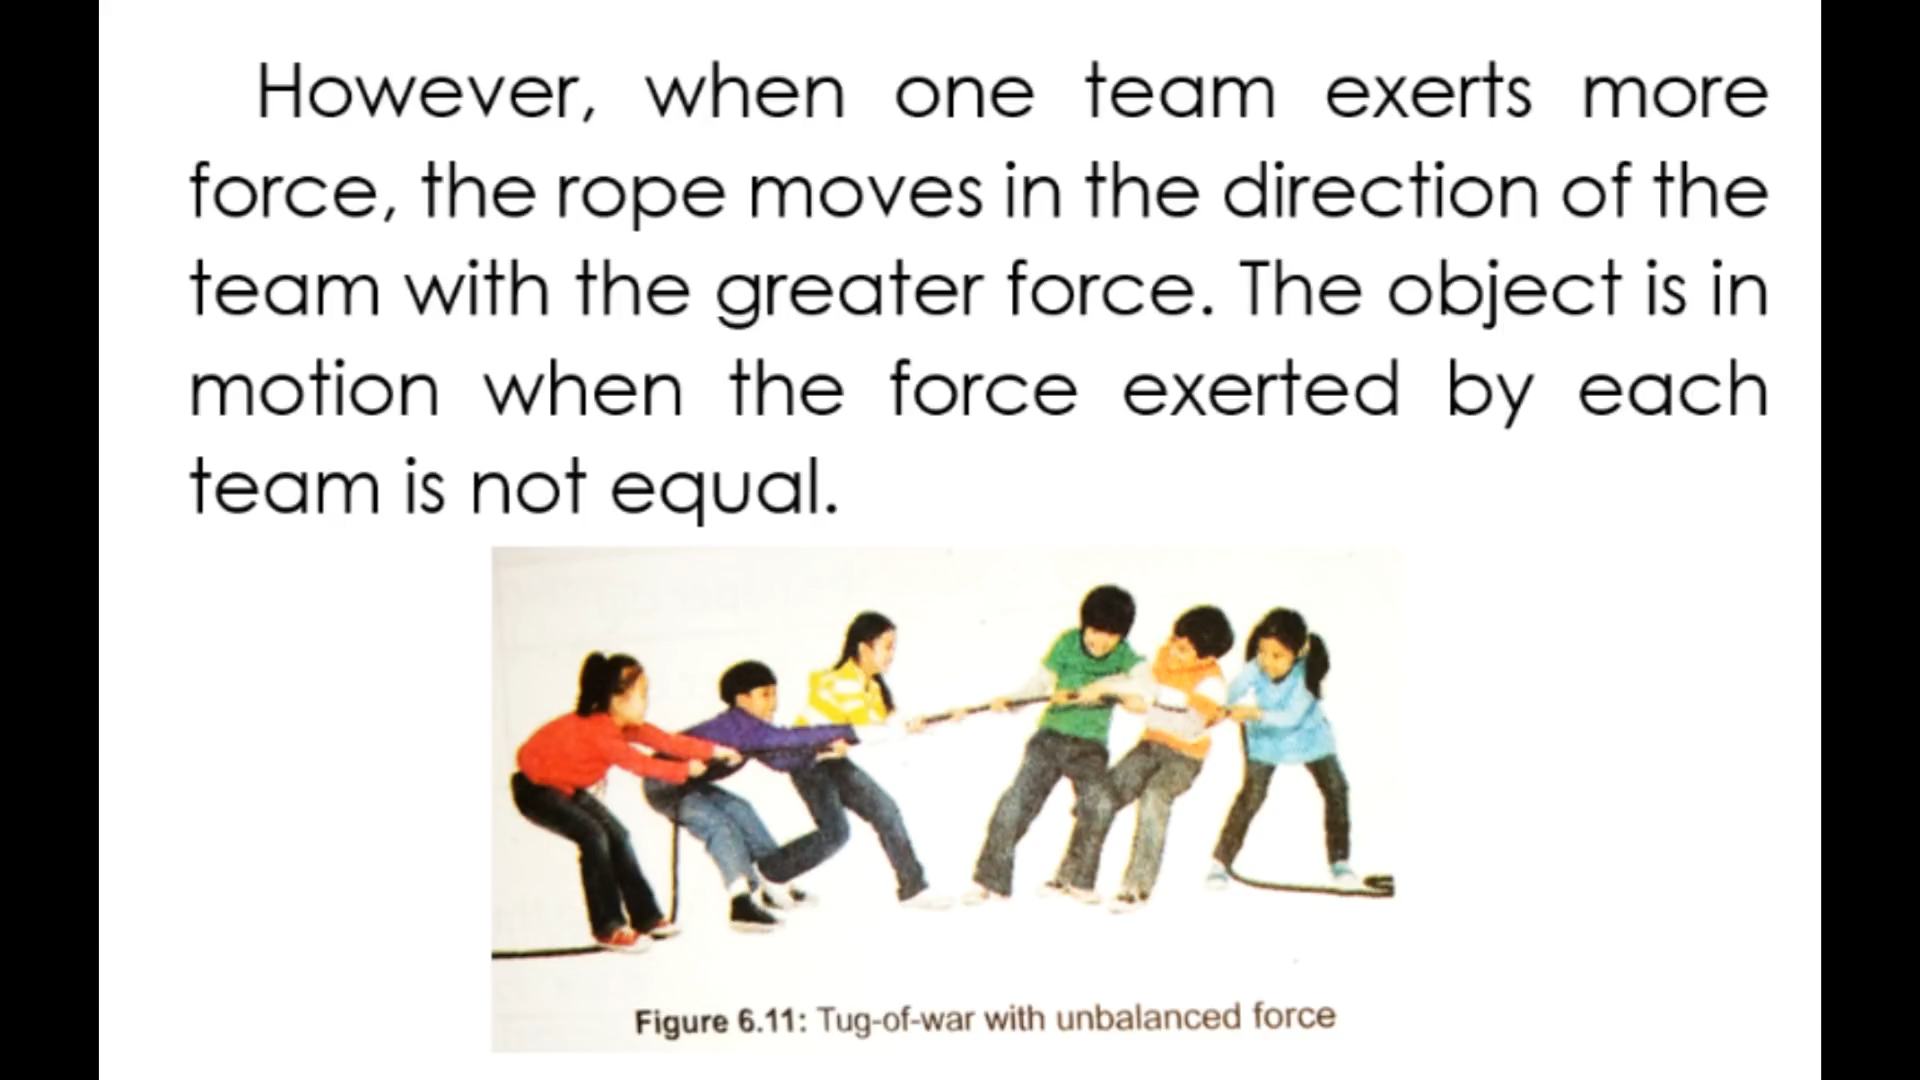 However, when one team exerts more
force, the rope moves in the direction of the
team with the greater force. The object is in
motion when the force exerted by each
team is not equal.
Figure 6.11: Tug-of-war with unbalanced force